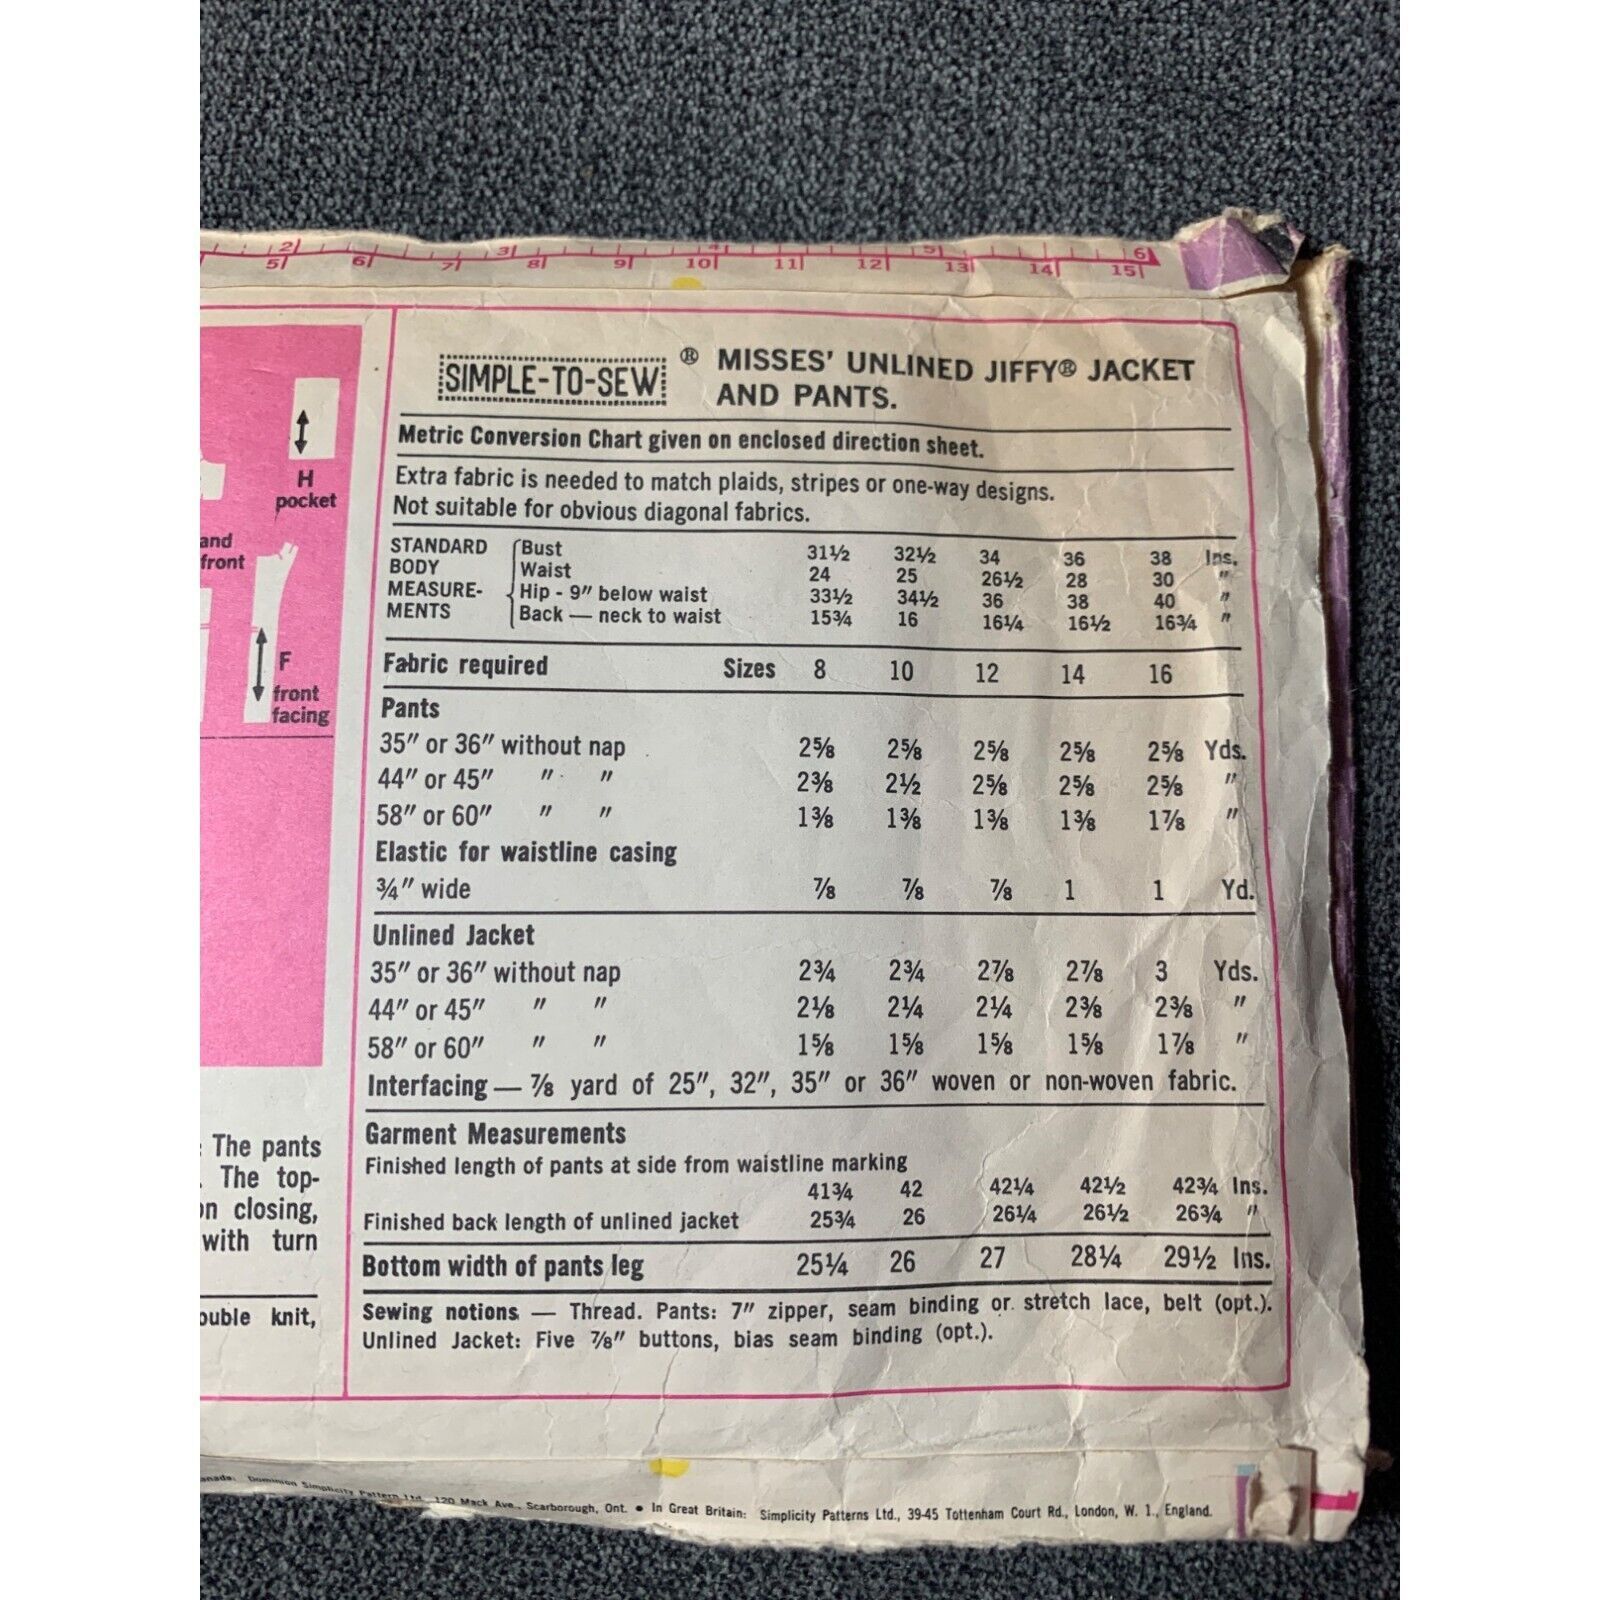 2 3 4 5 6
5 6 7 8 9 10 11 12 13 14 15
H
pocket
and
front
F
front
facing
The pants
The top-
on closing,
with turn
ouble knit,
SIMPLE-TO-SEW ® MISSES' UNLINED JIFFY® JACKET
AND PANTS.
Metric Conversion Chart given on enclosed direction sheet.
Extra fabric is needed to match plaids, stripes or one-way designs.
Not suitable for obvious diagonal fabrics.
STANDARD BODY MEASURE-MENTS
Bust 31½ 32½ 34 36 38 Ins.
Waist 24 25 26½ 28 30 "
Hip - 9" below waist 33½ 34½ 36 38 40 "
Back — neck to waist 15¾ 16 16¼ 16½ 16¾ "
Fabric required Sizes 8 10 12 14 16
Pants
35" or 36" without nap 2⅝ 2⅝ 2⅝ 2⅝ 2⅝ Yds.
44" or 45" " " 2⅜ 2½ 2⅝ 2⅝ 2⅝ "
58" or 60" " " 1⅜ 1⅜ 1⅜ 1⅜ 1⅞ "
Elastic for waistline casing
¾" wide ⅞ ⅞ ⅞ 1 1 Yd.
Unlined Jacket
35" or 36" without nap 2¾ 2¾ 2⅞ 2⅞ 3 Yds.
44" or 45" " " 2⅛ 2¼ 2¼ 2⅜ 2⅜ "
58" or 60" " " 1⅝ 1⅝ 1⅝ 1⅝ 1⅞ "
Interfacing — ⅞ yard of 25", 32", 35" or 36" woven or non-woven fabric.
Garment Measurements
Finished length of pants at side from waistline marking
41¾ 42 42¼ 42½ 42¾ Ins.
Finished back length of unlined jacket 25¾ 26 26¼ 26½ 26¾ "
Bottom width of pants leg 25¼ 26 27 28¼ 29½ Ins.
Sewing notions — Thread. Pants: 7" zipper, seam binding or stretch lace, belt (opt.).
Unlined Jacket: Five ⅞" buttons, bias seam binding (opt.).
anada: Dominion Simplicity Pattern Ltd., 120 Mack Ave., Scarborough, Ont. • In Great Britain: Simplicity Patterns Ltd., 39-45 Tottenham Court Rd., London, W. 1., England.